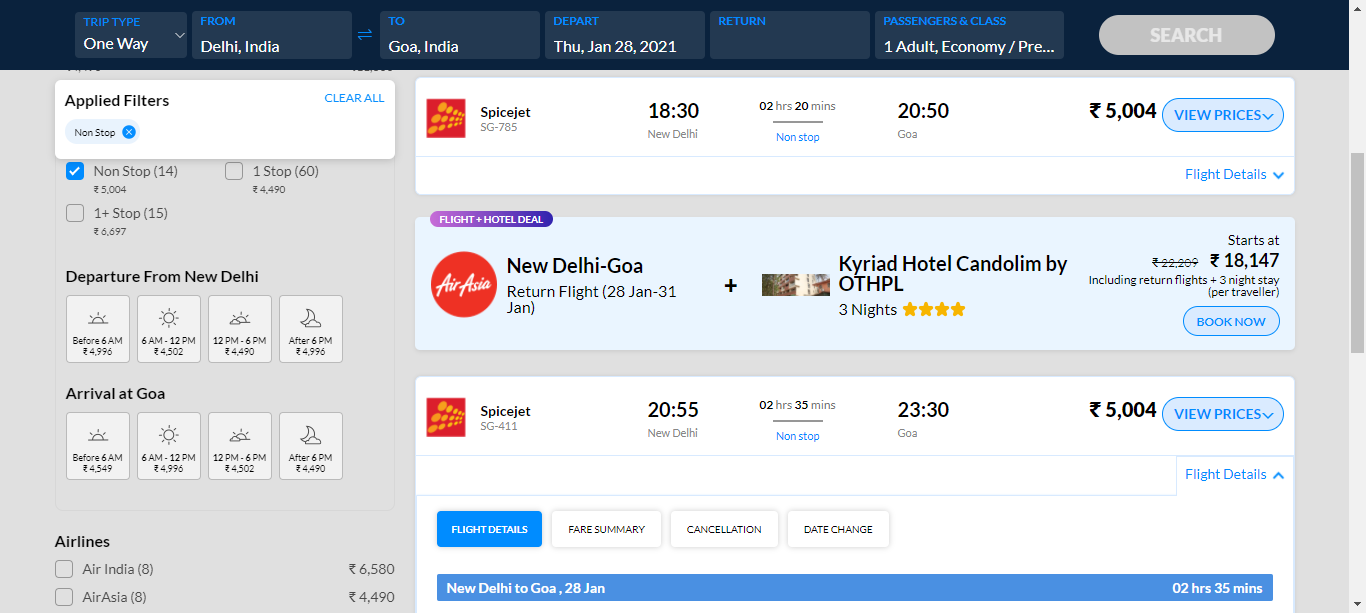 TRIP TYPE
One Way
FROM
Delhi, India
TO
Goa, India
DEPART
Thu, Jan 28, 2021
RETURN
PASSENGERS & CLASS
1 Adult, Economy / Pre...
SEARCH
Applied Filters
CLEAR ALL
Non Stop
Non Stop (14)
₹ 5,004
1 Stop (60)
₹ 4,490
1+ Stop (15)
₹ 6,697
Departure From New Delhi
Before 6 AM
₹ 4,996
6 AM - 12 PM
₹ 4,502
12 PM - 6 PM
₹ 4,490
After 6 PM
₹ 4,996
Arrival at Goa
Before 6 AM
₹ 4,549
6 AM - 12 PM
₹ 4,996
12 PM - 6 PM
₹ 4,502
After 6 PM
₹ 4,490
Airlines
Air India (8) ₹ 6,580
AirAsia (8) ₹ 4,490
Spicejet
SG-785
18:30
New Delhi
02 hrs 20 mins
Non stop
20:50
Goa
₹ 5,004
VIEW PRICES
Flight Details
FLIGHT + HOTEL DEAL
AirAsia
New Delhi-Goa
Return Flight (28 Jan-31
Jan)
+
Kyriad Hotel Candolim by
OTHPL
3 Nights
Starts at
₹ 22,209 ₹ 18,147
Including return flights + 3 night stay
(per traveller)
BOOK NOW
Spicejet
SG-411
20:55
New Delhi
02 hrs 35 mins
Non stop
23:30
Goa
₹ 5,004
VIEW PRICES
Flight Details
FLIGHT DETAILS
FARE SUMMARY
CANCELLATION
DATE CHANGE
New Delhi to Goa , 28 Jan
02 hrs 35 mins